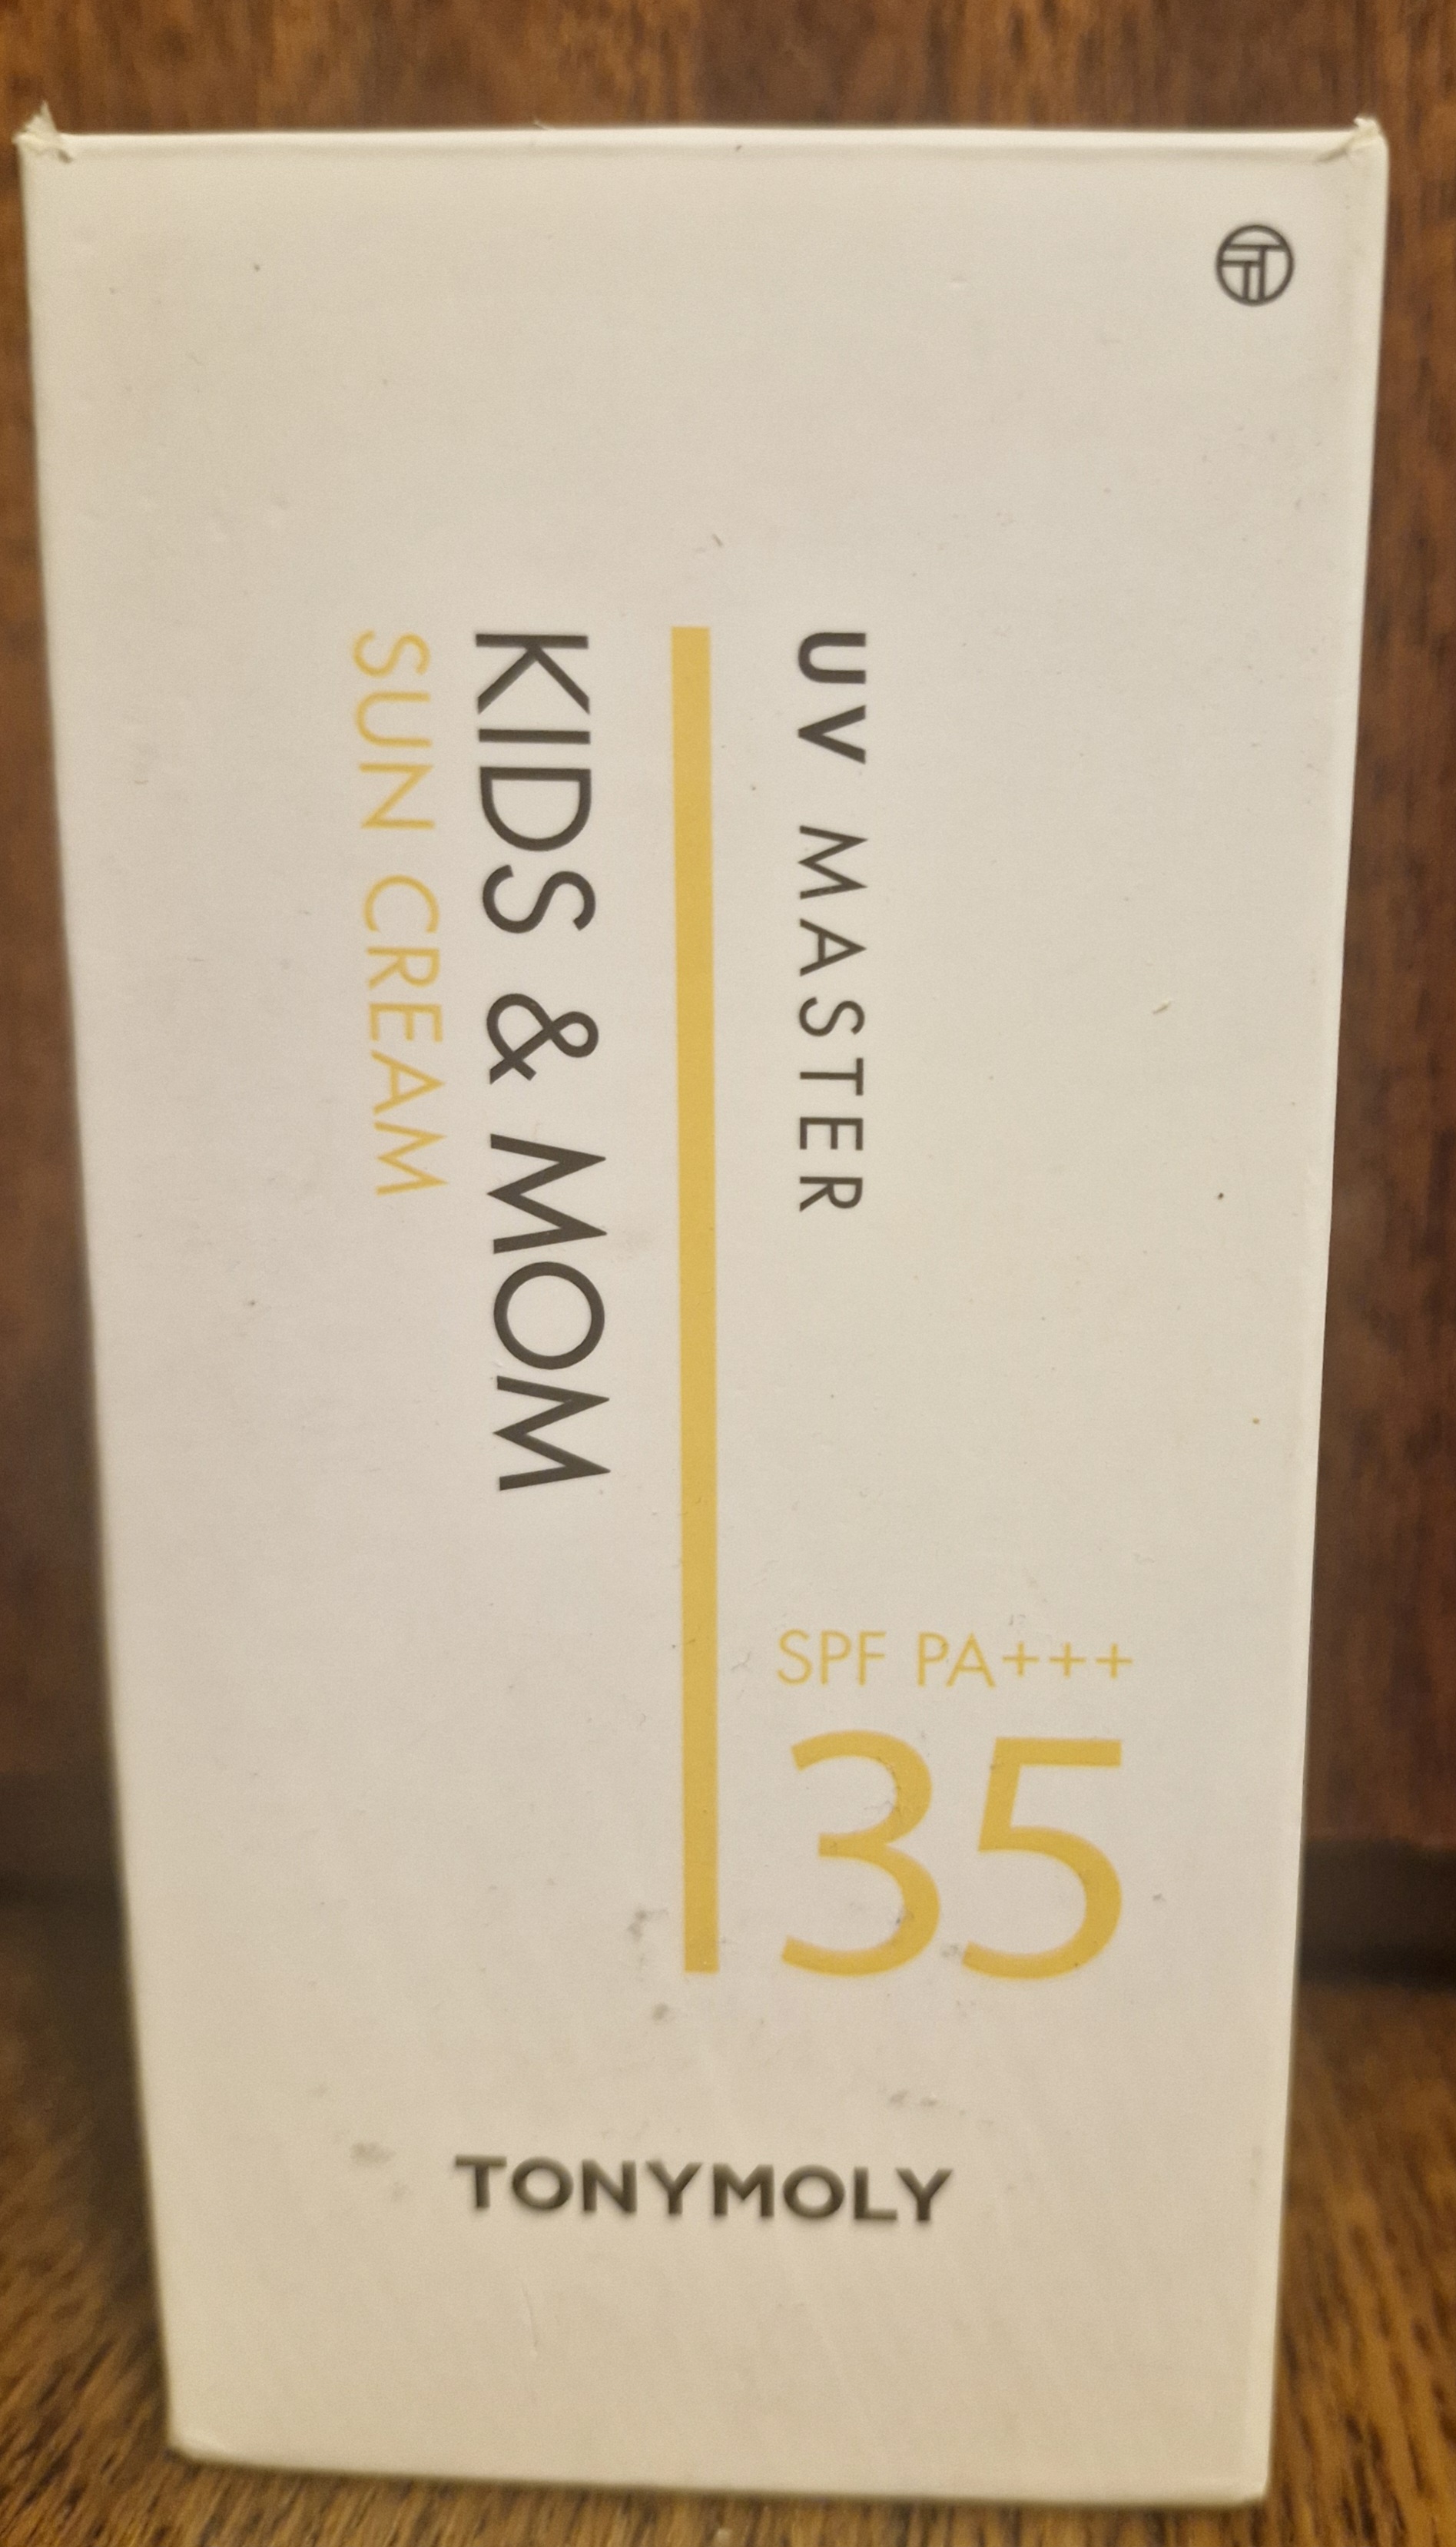 UV MASTER
KIDS & MOM
SUN CREAM
SPF PA+++
35
TONYMOLY